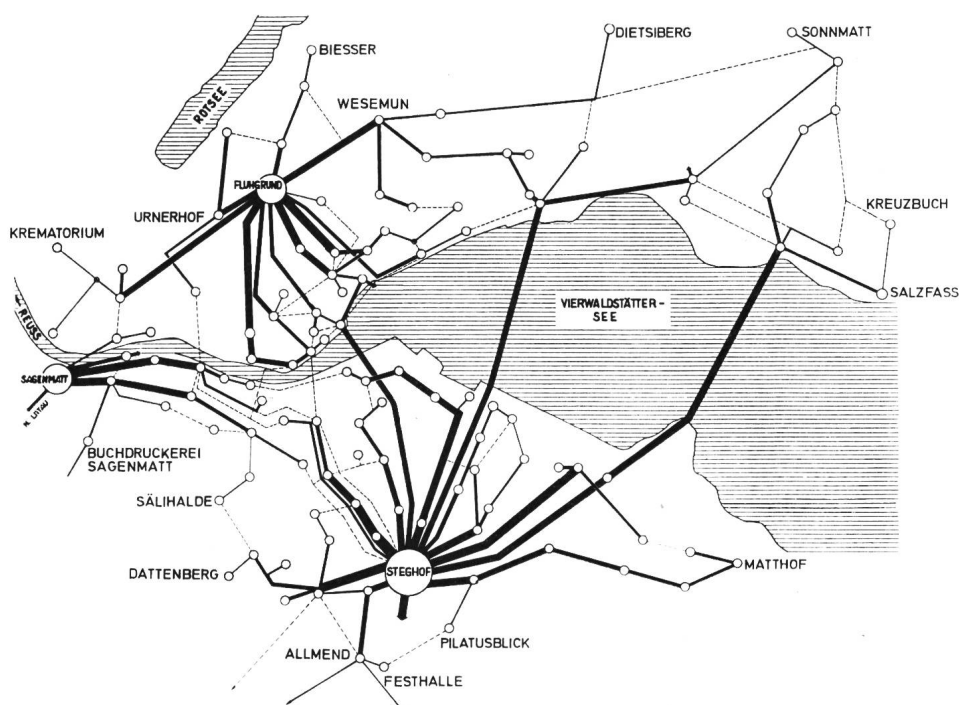 BIESSER
DIETSIBERG
SONNMATT
ROTSEE
WESEMUN
FLUHGRUND
URNERHOF
KREUZBUCH
KREMATORIUM
SALZFASS
VIERWALDSTÄTTER -
SEE
REUSS
SAGENMATT
N. LITTAU
BUCHDRUCKEREI
SAGENMATT
SÄLIHALDE
DATTENBERG
STEGHOF
MATTHOF
PILATUSBLICK
ALLMEND
FESTHALLE